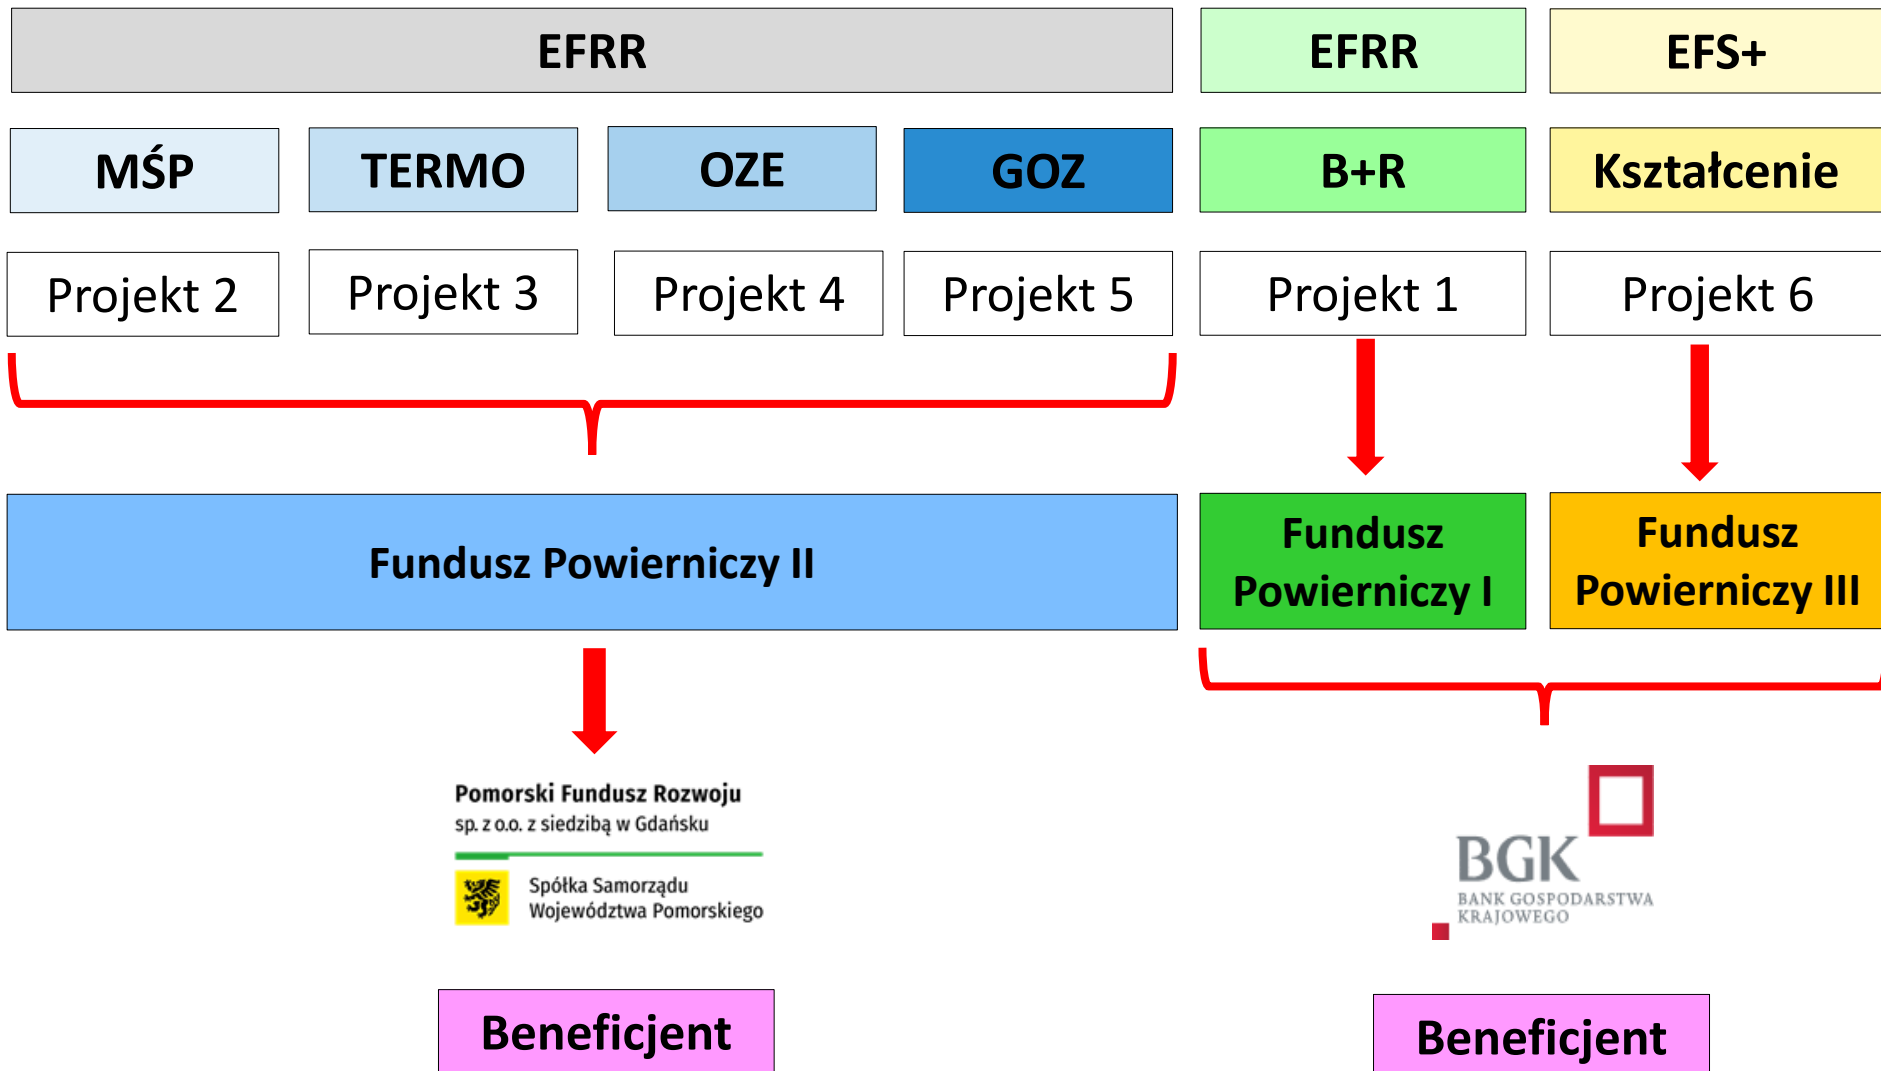 EFRR
EFRR
EFS+
MŚP
TERMO
OZE
GOZ
B+R
Kształcenie
Projekt 2
Projekt 3
Projekt 4
Projekt 5
Projekt 1
Projekt 6
Fundusz Powierniczy II
Fundusz
Powierniczy I
Fundusz
Powierniczy III
Pomorski Fundusz Rozwoju
sp. z o.o. z siedzibą w Gdańsku
Spółka Samorządu
Województwa Pomorskiego
BGK
BANK GOSPODARSTWA
KRAJOWEGO
Beneficjent
Beneficjent